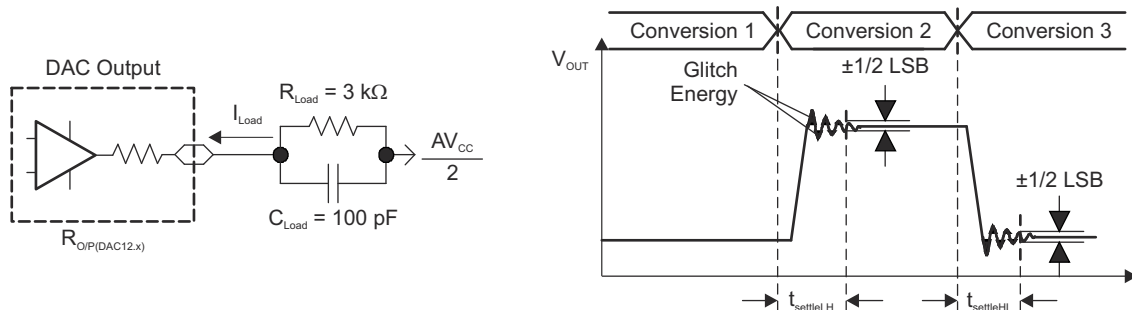 DAC Output
R_O/P(DAC12.x)
I_Load
R_Load = 3 kΩ
C_Load = 100 pF
AV_CC
2
Conversion 1
Conversion 2
Conversion 3
V_OUT
Glitch
Energy
±1/2 LSB
±1/2 LSB
t_settleLH
t_settleHL